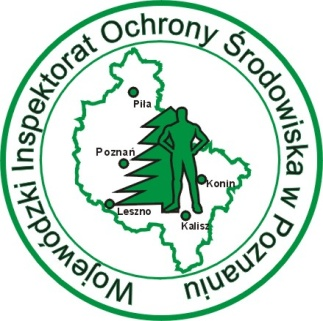 Wojewódzki Inspektorat Ochrony Środowiska w Poznaniu
Piła
Poznań
Konin
Leszno
Kalisz